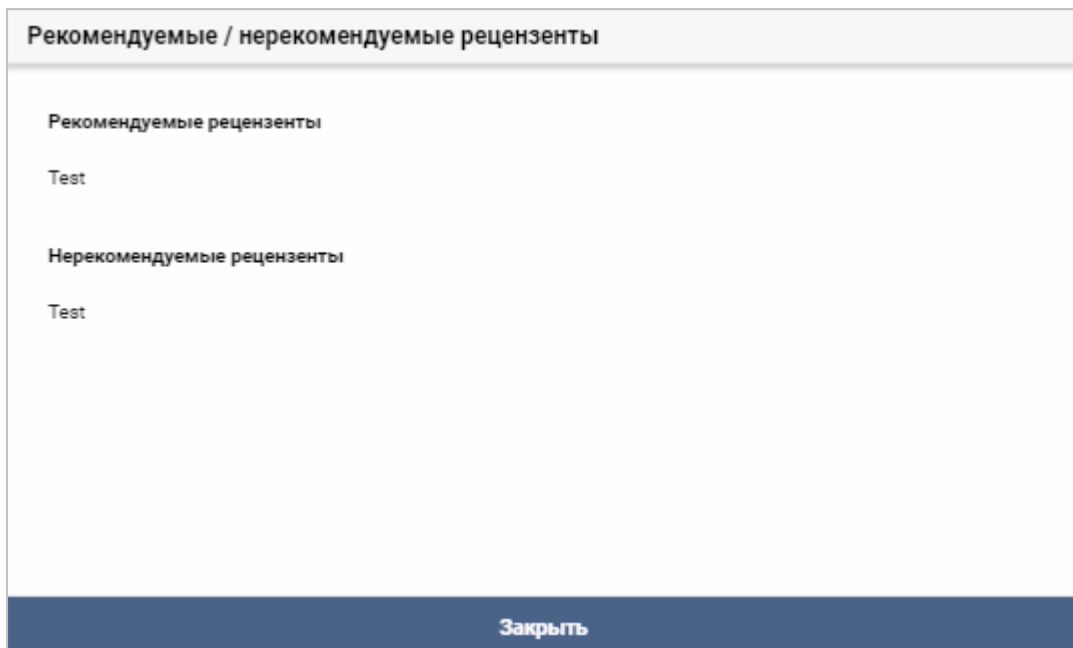 Рекомендуемые / нерекомендуемые рецензенты
Рекомендуемые рецензенты
Test
Нерекомендуемые рецензенты
Test
Закрыть